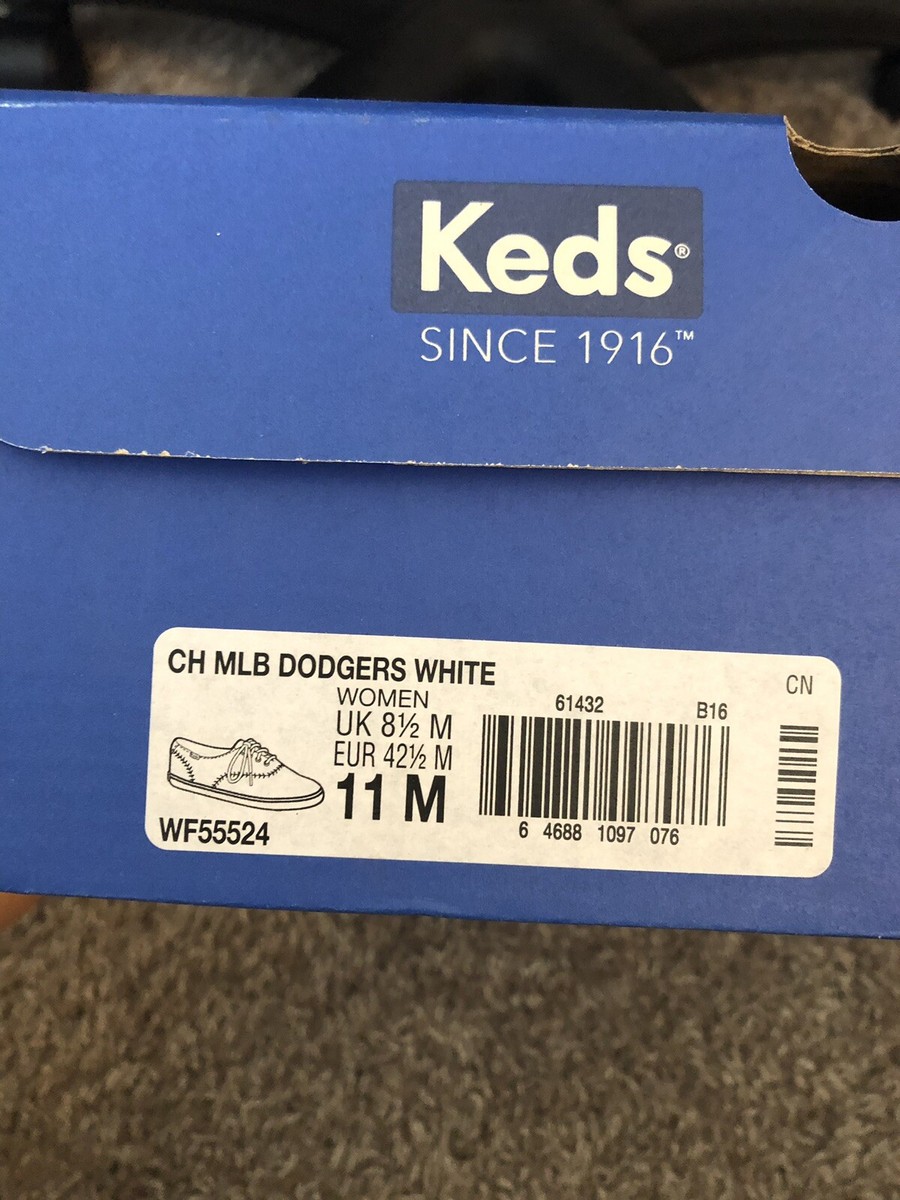 Keds®
SINCE 1916™
CH MLB DODGERS WHITE
CN
WOMEN
UK 8½ M
EUR 42½ M
11 M
WF55524
61432
B16
6 4688 1097 076